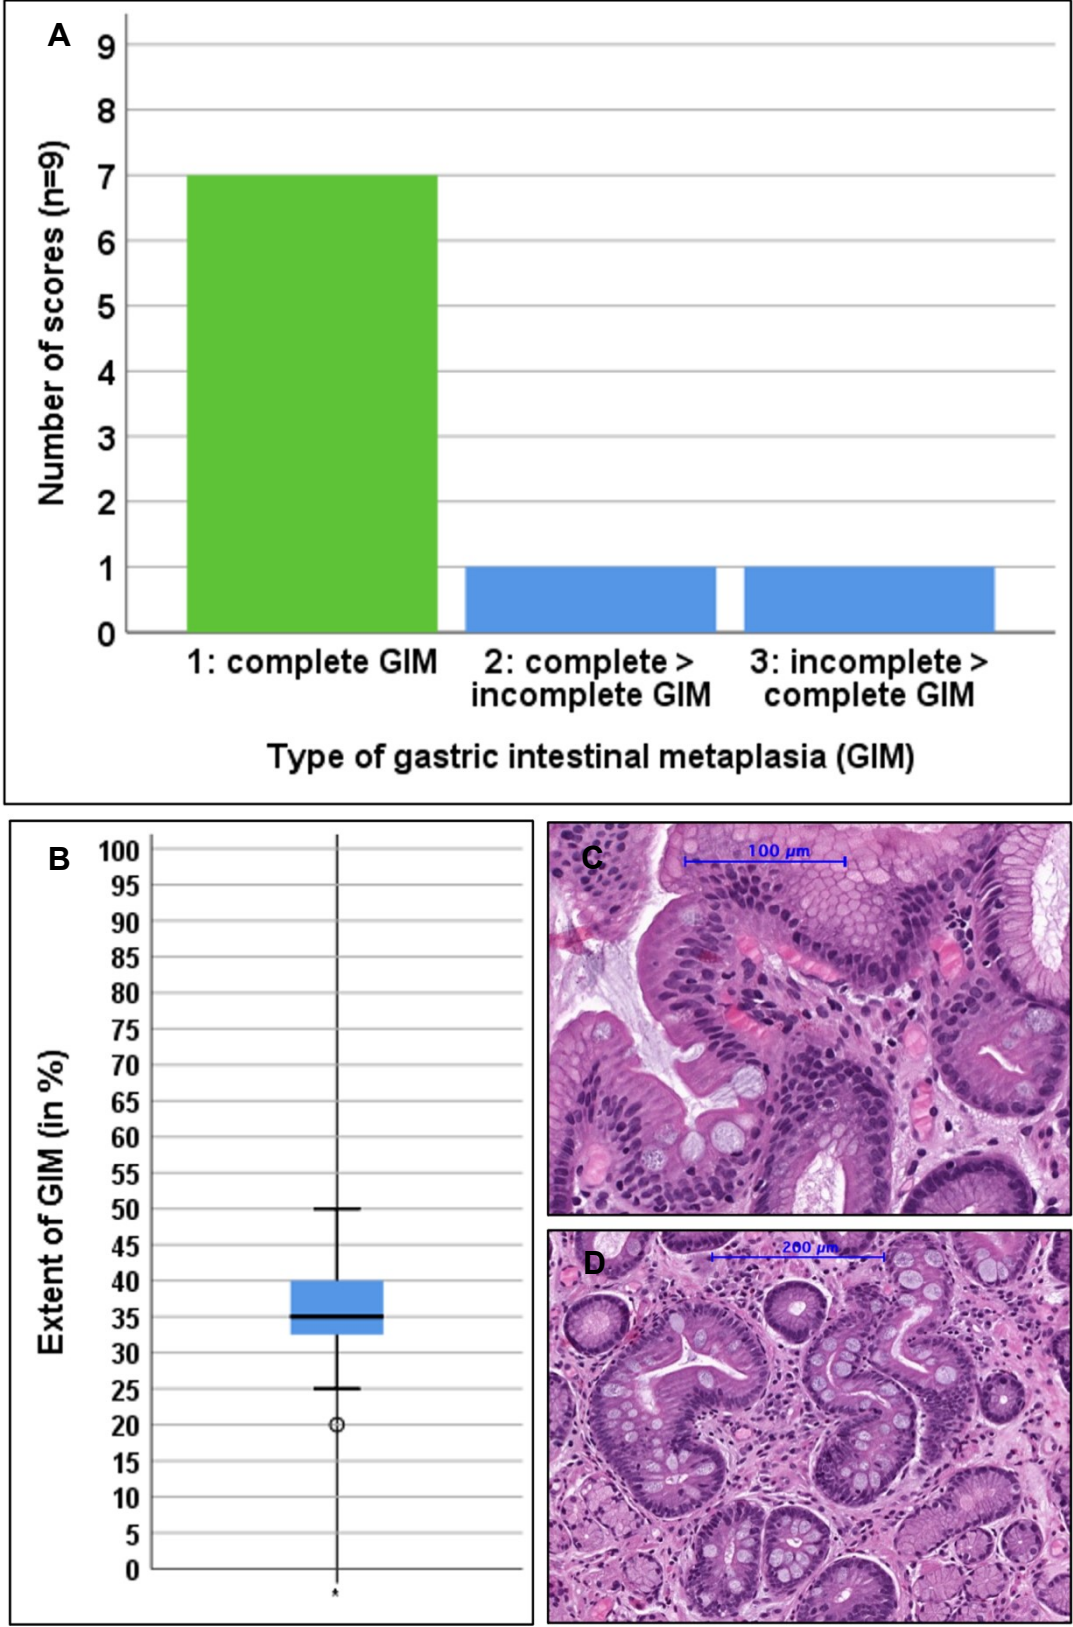 A
9
8
7
6
5
4
3
2
1
0
Number of scores (n=9)
1: complete GIM
2: complete >
incomplete GIM
3: incomplete >
complete GIM
Type of gastric intestinal metaplasia (GIM)
B
100
95
90
85
80
75
70
65
60
55
50
45
40
35
30
25
20
15
10
5
0
Extent of GIM (in %)
*
C
100 µm
D
200 µm